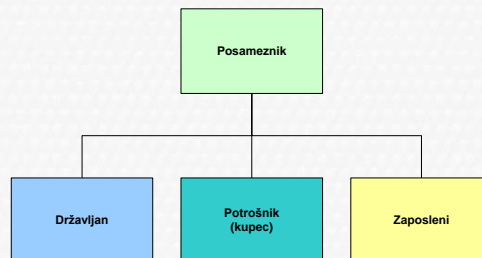 Posameznik
Državljan
Potrošnik
(kupec)
Zaposleni